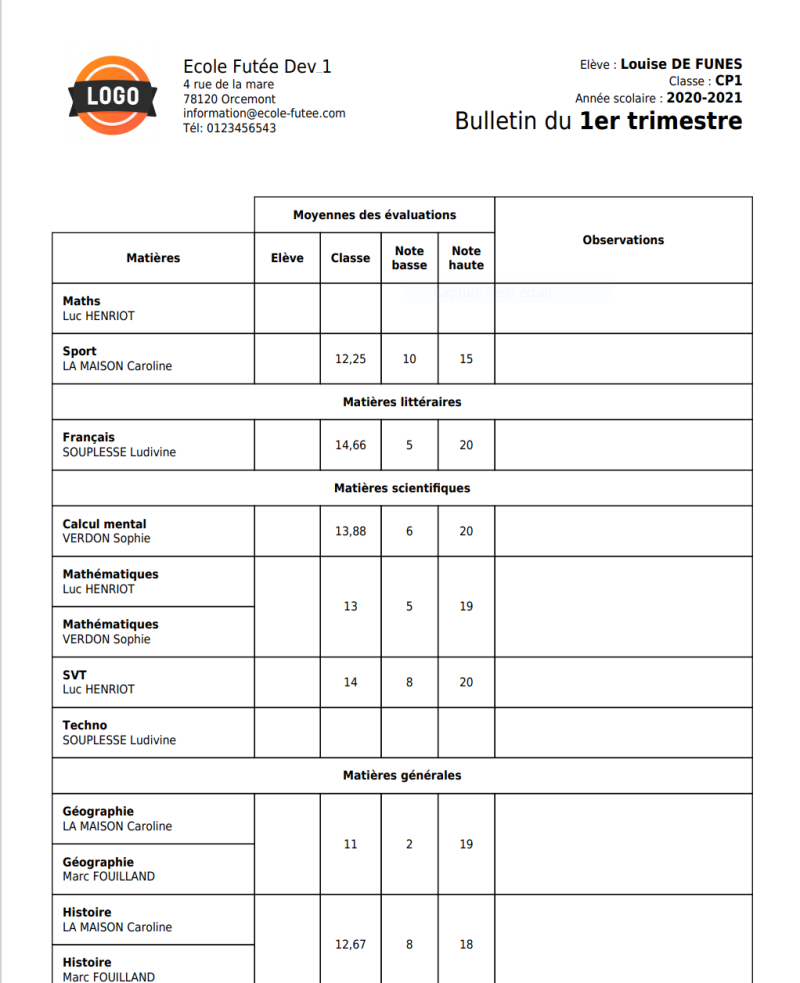 LOGO
Ecole Futée Dev_1
4 rue de la mare
78120 Orcemont
information@ecole-futee.com
Tél: 0123456543
Elève : Louise DE FUNES
Classe : CP1
Année scolaire : 2020-2021
Bulletin du 1er trimestre
Moyennes des évaluations
Observations
Matières
Elève
Classe
Note
basse
Note
haute
Maths
Luc HENRIOT
Sport
LA MAISON Caroline
12,25
10
15
Matières littéraires
Français
SOUPLESSE Ludivine
14,66
5
20
Matières scientifiques
Calcul mental
VERDON Sophie
13,88
6
20
Mathématiques
Luc HENRIOT
Mathématiques
VERDON Sophie
13
5
19
SVT
Luc HENRIOT
14
8
20
Techno
SOUPLESSE Ludivine
Matières générales
Géographie
LA MAISON Caroline
Géographie
Marc FOUILLAND
11
2
19
Histoire
LA MAISON Caroline
Histoire
Marc FOUILLAND
12,67
8
18